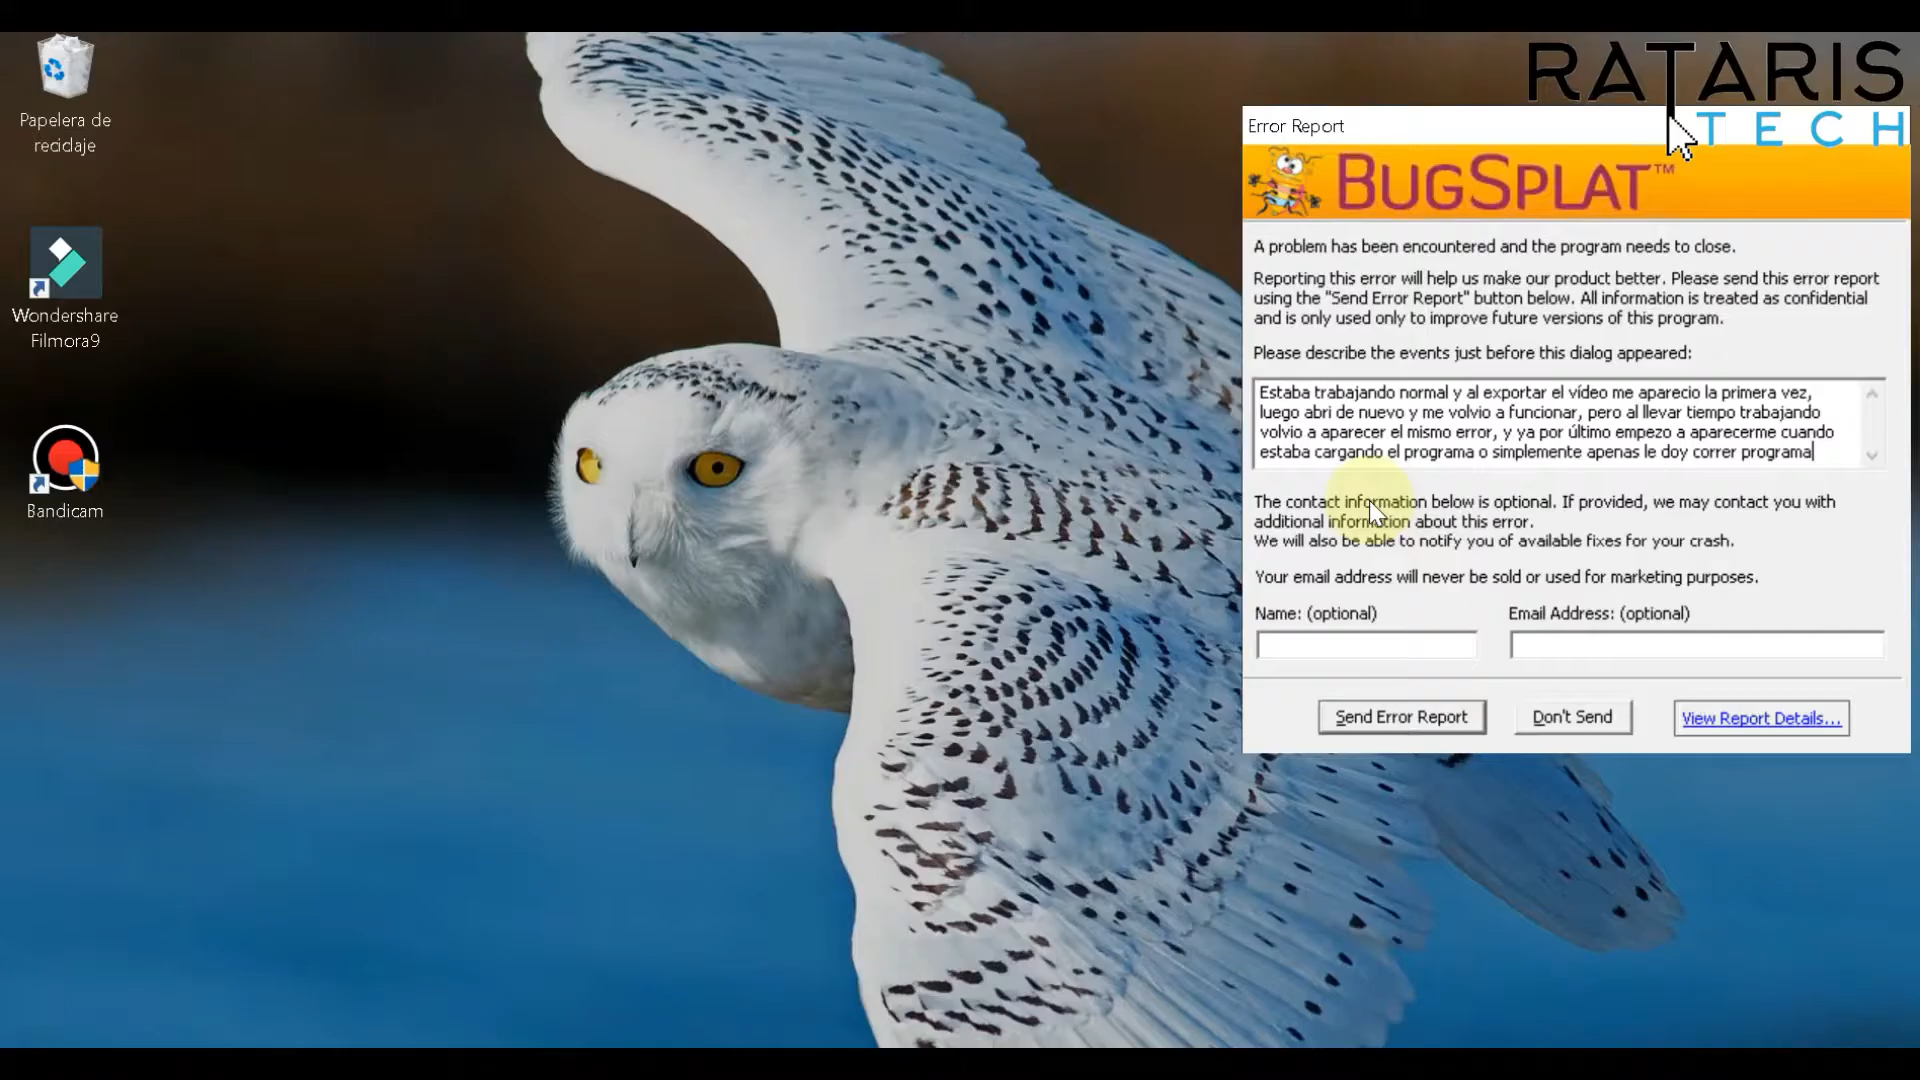 Papelera de
reciclaje
Wondershare
Filmora9
Bandicam
RATARIS
TECH
Error Report
BUGSPLAT™
A problem has been encountered and the program needs to close.
Reporting this error will help us make our product better. Please send this error report
using the "Send Error Report" button below. All information is treated as confidential
and is only used only to improve future versions of this program.
Please describe the events just before this dialog appeared:
Estaba trabajando normal y al exportar el vídeo me aparecio la primera vez,
luego abri de nuevo y me volvio a funcionar, pero al llevar tiempo trabajando
volvio a aparecer el mismo error, y ya por último empezo a aparecerme cuando
estaba cargando el programa o simplemente apenas le doy correr programa
The contact information below is optional. If provided, we may contact you with
additional information about this error.
We will also be able to notify you of available fixes for your crash.
Your email address will never be sold or used for marketing purposes.
Name: (optional)
Email Address: (optional)
Send Error Report
Don't Send
View Report Details...